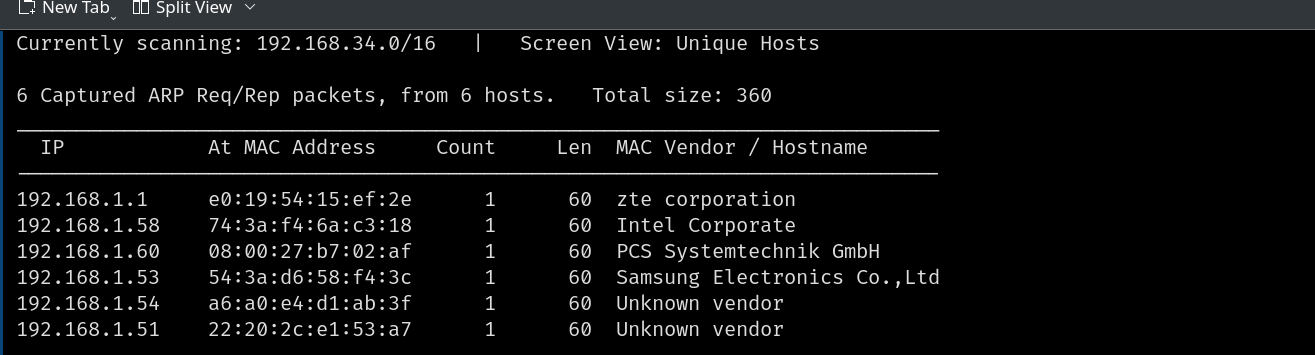 New Tab Split View
Currently scanning: 192.168.34.0/16 | Screen View: Unique Hosts
6 Captured ARP Req/Rep packets, from 6 hosts. Total size: 360
IP At MAC Address Count Len MAC Vendor / Hostname
192.168.1.1 e0:19:54:15:ef:2e 1 60 zte corporation
192.168.1.58 74:3a:f4:6a:c3:18 1 60 Intel Corporate
192.168.1.60 08:00:27:b7:02:af 1 60 PCS Systemtechnik GmbH
192.168.1.53 54:3a:d6:58:f4:3c 1 60 Samsung Electronics Co.,Ltd
192.168.1.54 a6:a0:e4:d1:ab:3f 1 60 Unknown vendor
192.168.1.51 22:20:2c:e1:53:a7 1 60 Unknown vendor